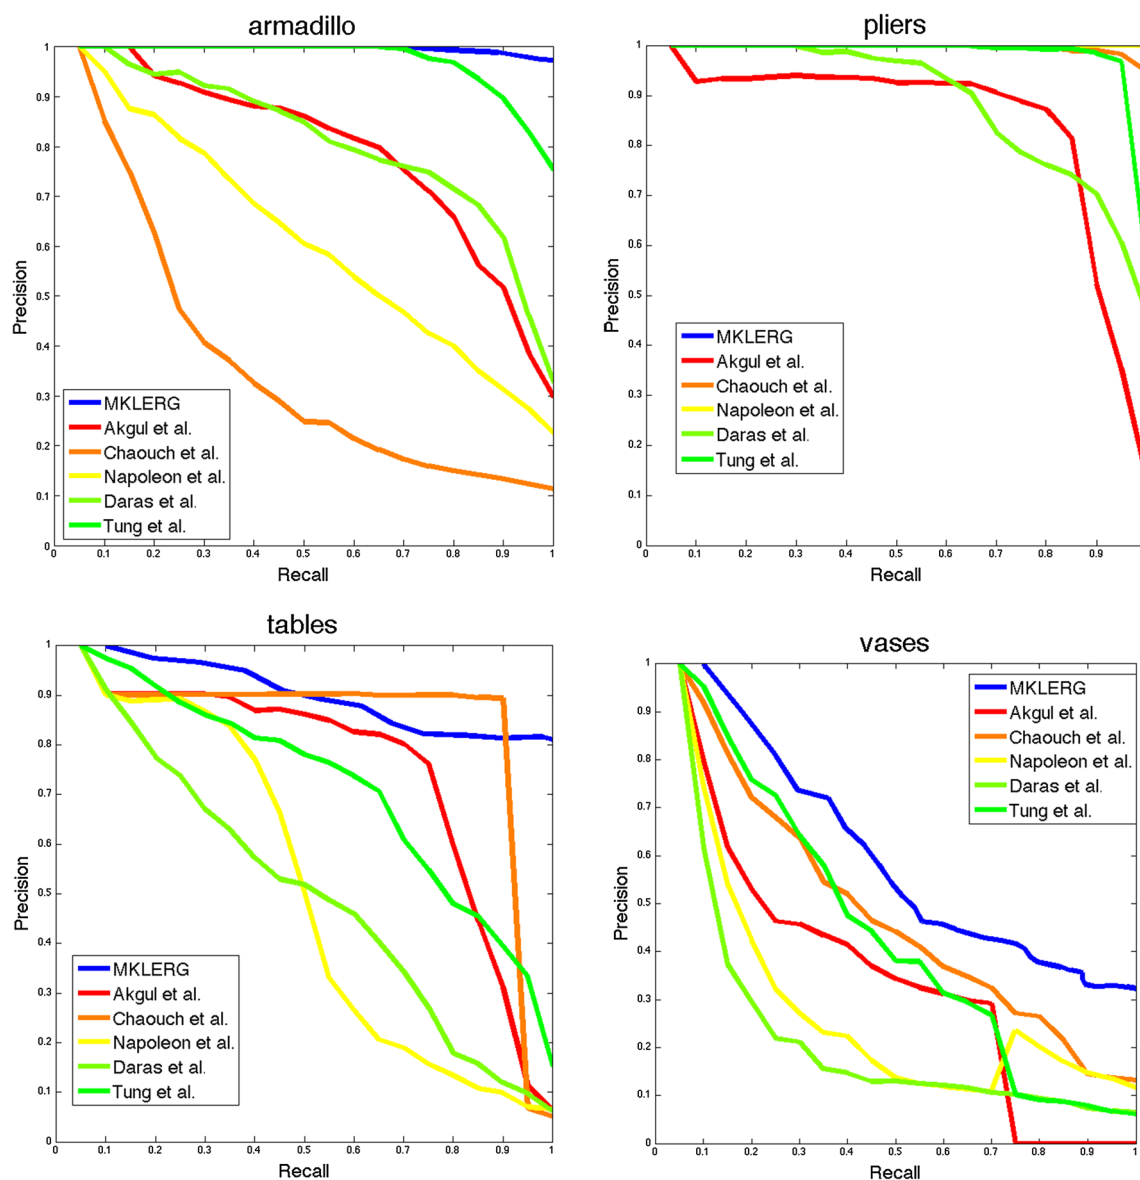 armadillo
1
0.9
0.8
0.7
0.6
0.5
0.4
0.3
0.2
0.1
0
Precision
MKLERG
Akgul et al.
Chaouch et al.
Napoleon et al.
Daras et al.
Tung et al.
0 0.1 0.2 0.3 0.4 0.5 0.6 0.7 0.8 0.9 1
Recall
pliers
1
0.9
0.8
0.7
0.6
0.5
0.4
0.3
0.2
0.1
0
Precision
MKLERG
Akgul et al.
Chaouch et al.
Napoleon et al.
Daras et al.
Tung et al.
0 0.1 0.2 0.3 0.4 0.5 0.6 0.7 0.8 0.9
Recall
tables
1
0.9
0.8
0.7
0.6
0.5
0.4
0.3
0.2
0.1
0
Precision
MKLERG
Akgul et al.
Chaouch et al.
Napoleon et al.
Daras et al.
Tung et al.
0 0.1 0.2 0.3 0.4 0.5 0.6 0.7 0.8 0.9 1
Recall
vases
1
0.9
0.8
0.7
0.6
0.5
0.4
0.3
0.2
0.1
0
Precision
MKLERG
Akgul et al.
Chaouch et al.
Napoleon et al.
Daras et al.
Tung et al.
0 0.1 0.2 0.3 0.4 0.5 0.6 0.7 0.8 0.9 1
Recall